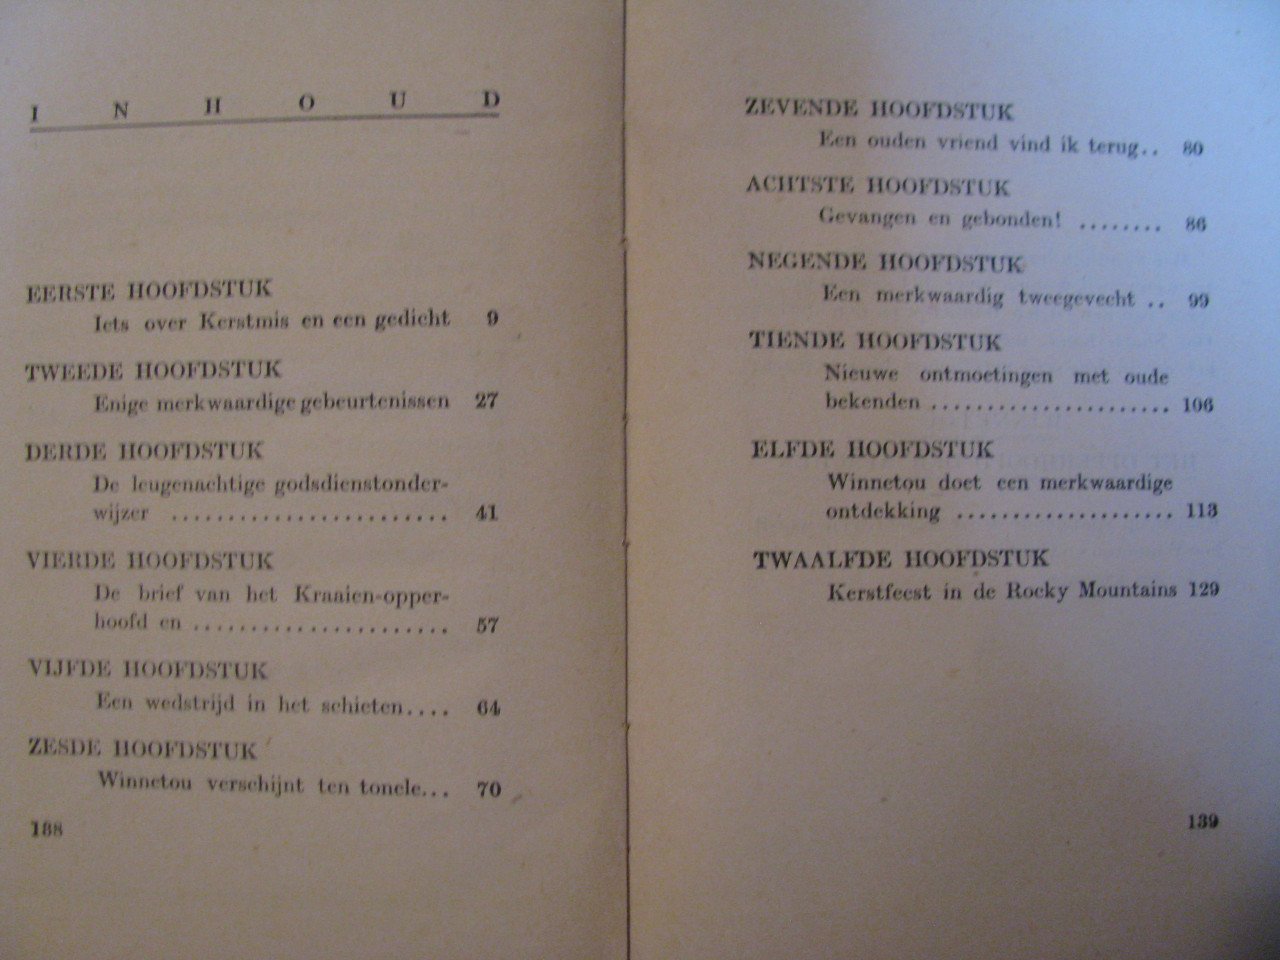 I N H O U D
EERSTE HOOFDSTUK
Iets over Kerstmis en een gedicht 9
TWEEDE HOOFDSTUK
Enige merkwaardige gebeurtenissen 27
DERDE HOOFDSTUK
De leugenachtige godsdienstonder-
wijzer ........................ 41
VIERDE HOOFDSTUK
De brief van het Kraaien-opper-
hoofd en ...................... 57
VIJFDE HOOFDSTUK
Een wedstrijd in het schieten.... 64
ZESDE HOOFDSTUK
Winnetou verschijnt ten tonele... 70
188
ZEVENDE HOOFDSTUK
Een ouden vriend vind ik terug.. 80
ACHTSTE HOOFDSTUK
Gevangen en gebonden! ........ 86
NEGENDE HOOFDSTUK
Een merkwaardig tweegevecht .. 99
TIENDE HOOFDSTUK
Nieuwe ontmoetingen met oude
bekenden ...................... 106
ELFDE HOOFDSTUK
Winnetou doet een merkwaardige
ontdekking .................... 113
TWAALFDE HOOFDSTUK
Kerstfeest in de Rocky Mountains 129
139